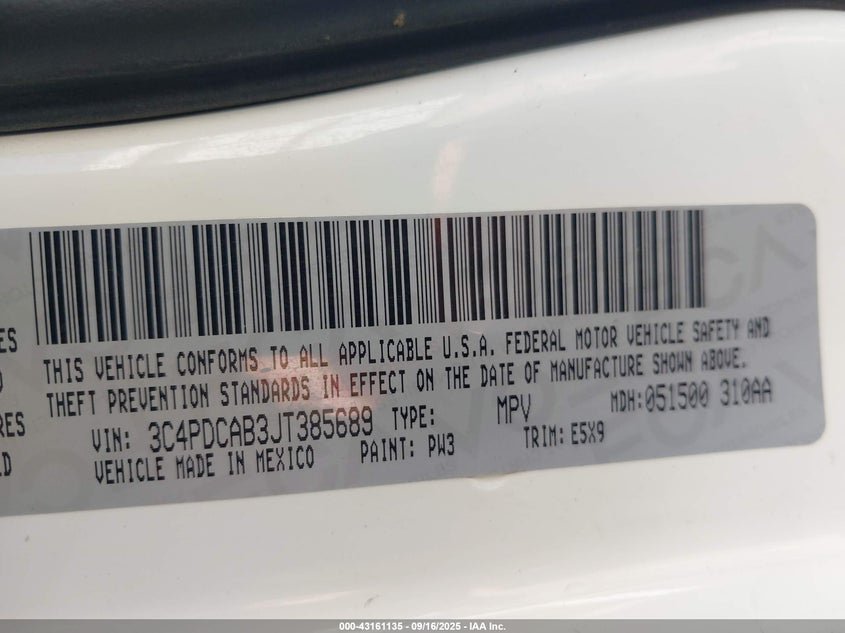 ES
THIS VEHICLE CONFORMS TO ALL APPLICABLE U.S.A. FEDERAL MOTOR VEHICLE SAFETY AND
THEFT PREVENTION STANDARDS IN EFFECT ON THE DATE OF MANUFACTURE SHOWN ABOVE.
RES
VIN: 3C4PDCAB3JT385689 TYPE: MPV MDH:051500 310AA
VEHICLE MADE IN MEXICO PAINT: PW3 TRIM: E5X9
000-43161135 - 09/16/2025 - IAA Inc.